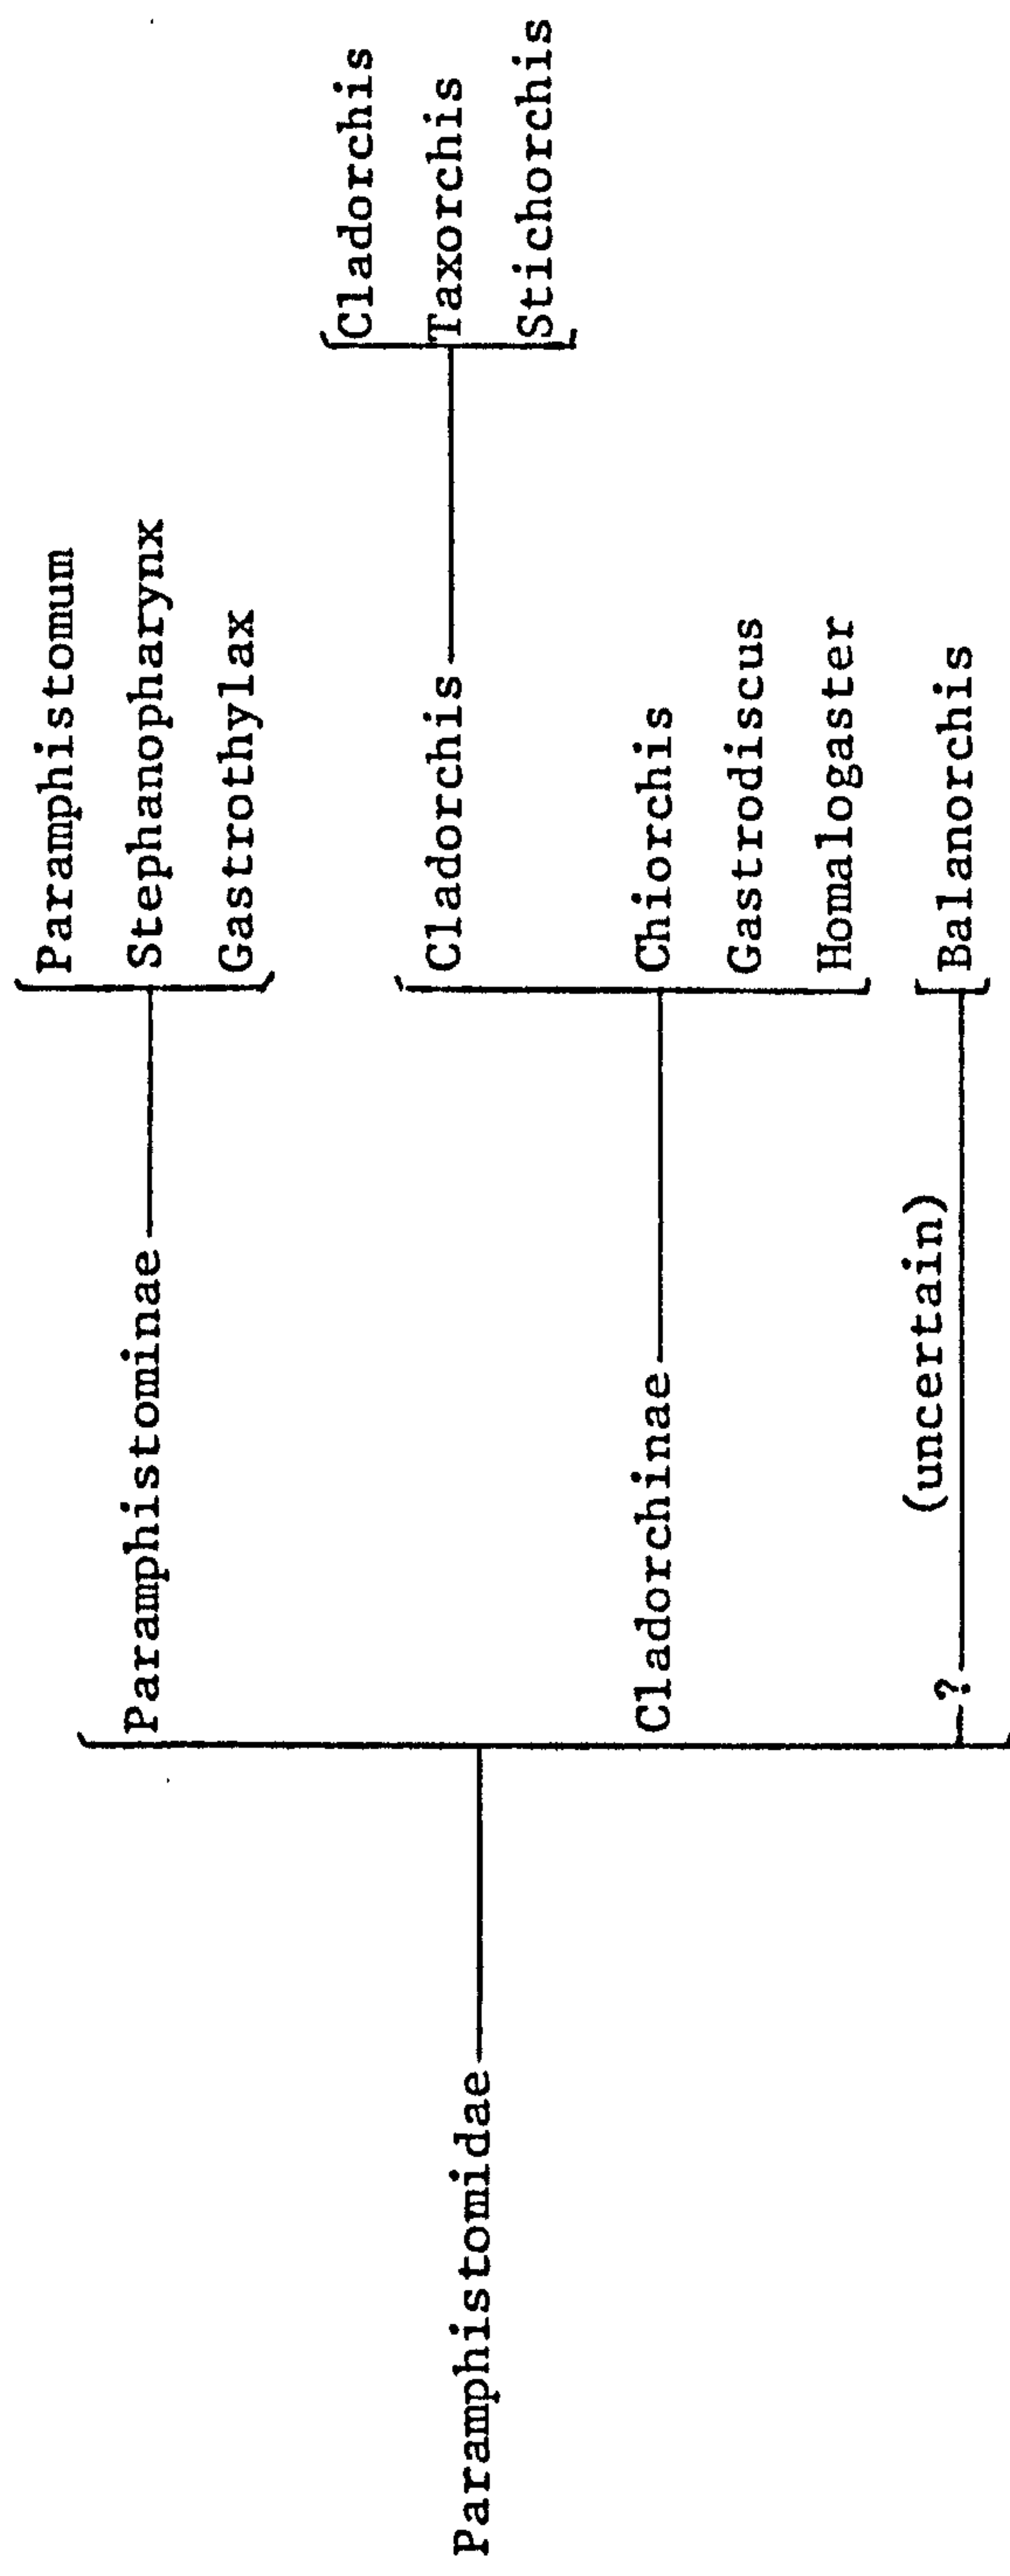 Paramphistomidae
Paramphistominae
Paramphistomum
Stephanopharynx
Gastrothylax
Cladorchinae
Cladorchis
Cladorchis
Taxorchis
Stichorchis
Chiorchis
Gastrodiscus
Homalogaster
?
(uncertain)
Balanorchis